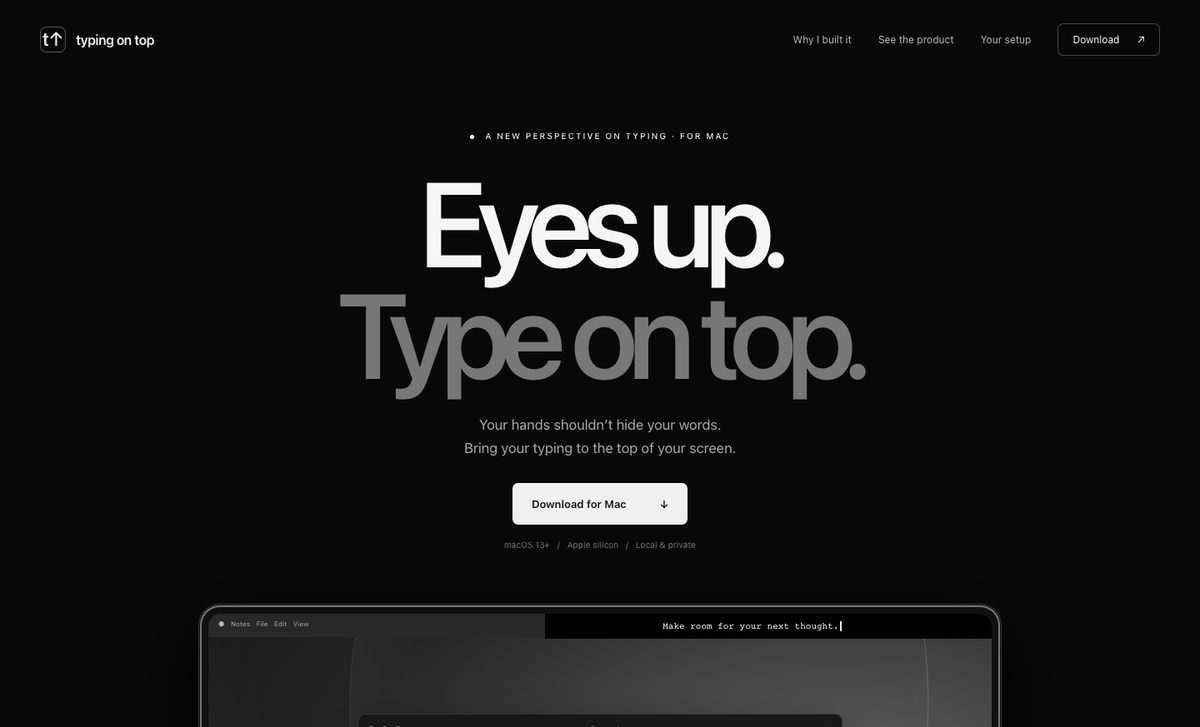 t↑ typing on top
Why I built it See the product Your setup Download ↗
A NEW PERSPECTIVE ON TYPING · FOR MAC
Eyes up.
Type on top.
Your hands shouldn’t hide your words.
Bring your typing to the top of your screen.
Download for Mac ↓
macOS 13+ / Apple silicon / Local & private
Notes File Edit View
Make room for your next thought.